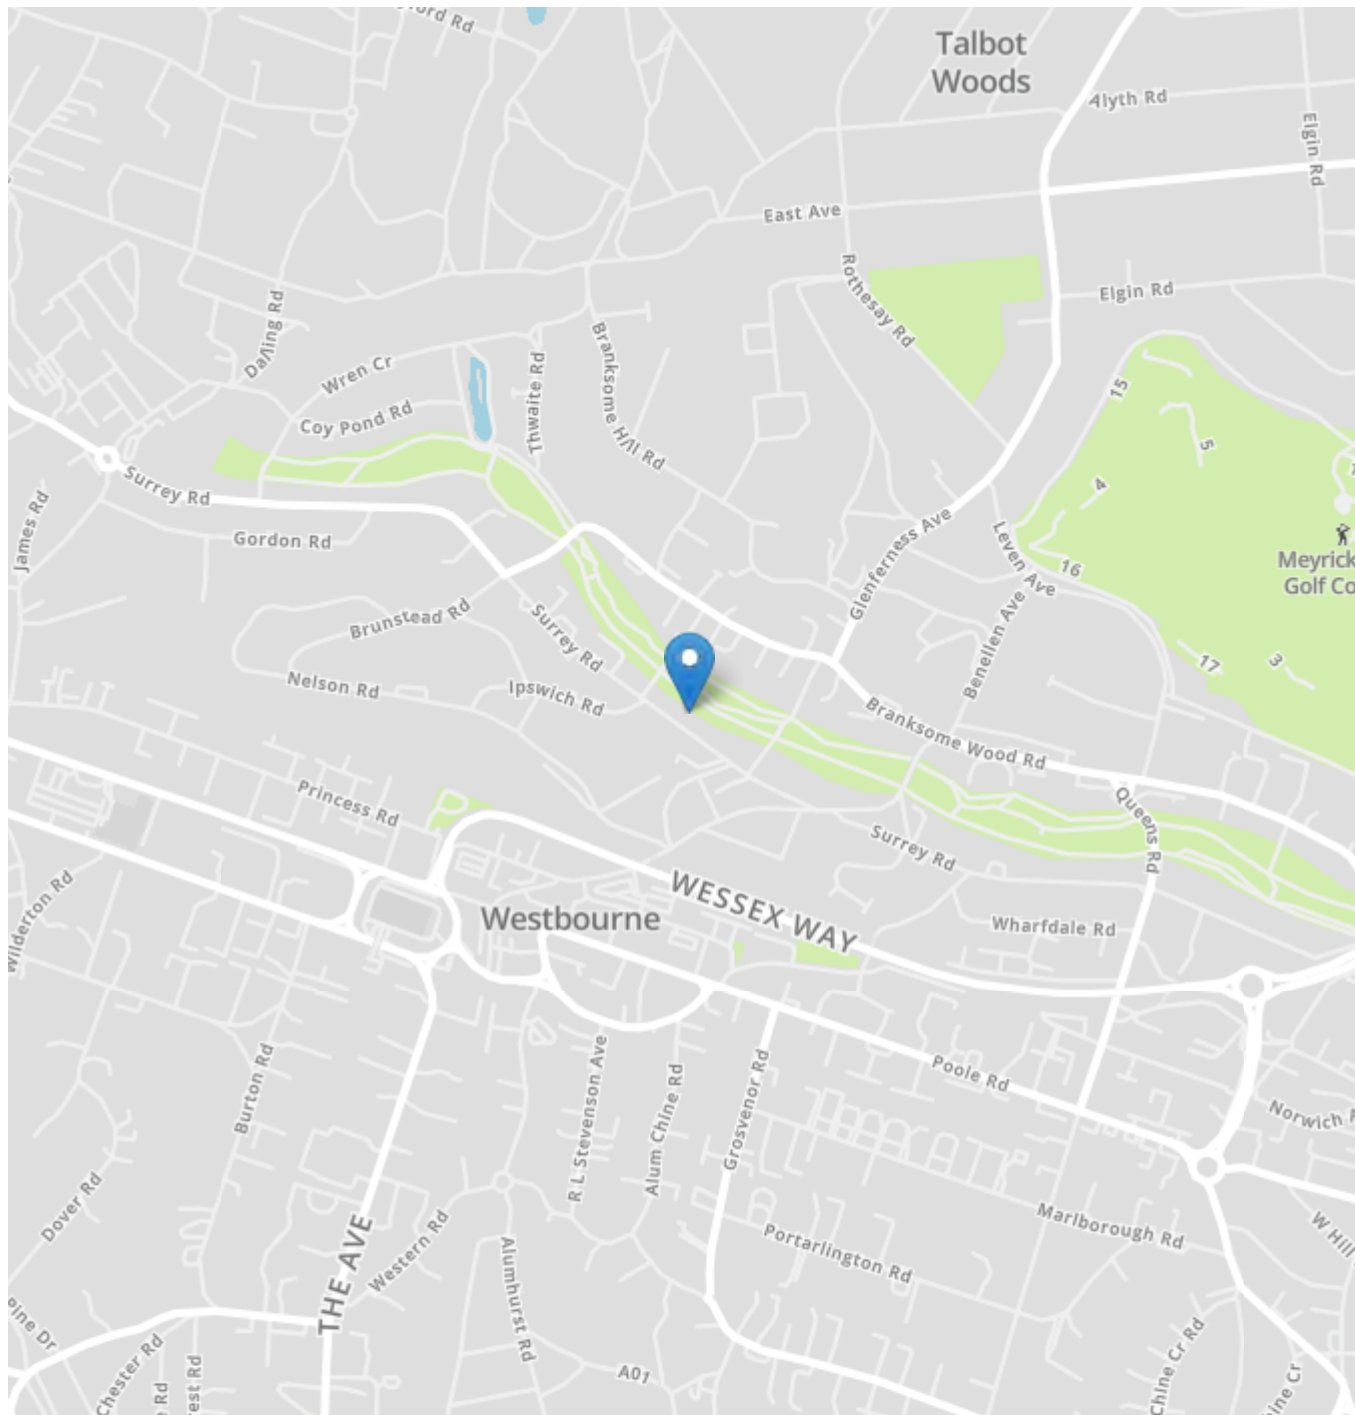 Talbot
Woods
Alyth Rd
Elgin Rd
East Ave
Rothesay Rd
Elgin Rd
Wren Cr
Coy Pond Rd
Thwaite Rd
15
5
4
Surrey Rd
James Rd
Gordon Rd
Glenferness Ave
Leven Ave
16
Meyrick
Golf Co
Brunstead Rd
Surrey Rd
Benellen Ave
17
3
Nelson Rd
Ipswich Rd
Branksome Wood Rd
Princess Rd
Queens Rd
Surrey Rd
Wilderton Rd
WESSEX WAY
Westbourne
Wharfdale Rd
Burton Rd
R.L Stevenson Ave
Alum Chine Rd
Grosvenor Rd
Poole Rd
Norwich
Dover Rd
Marlborough Rd
Western Rd
THE AVE
Alumhurst Rd
Portarlington Rd
W Hill
Pine Dr
Chester Rd
Rd
Rd
A01
Chine Cr Rd
Cr